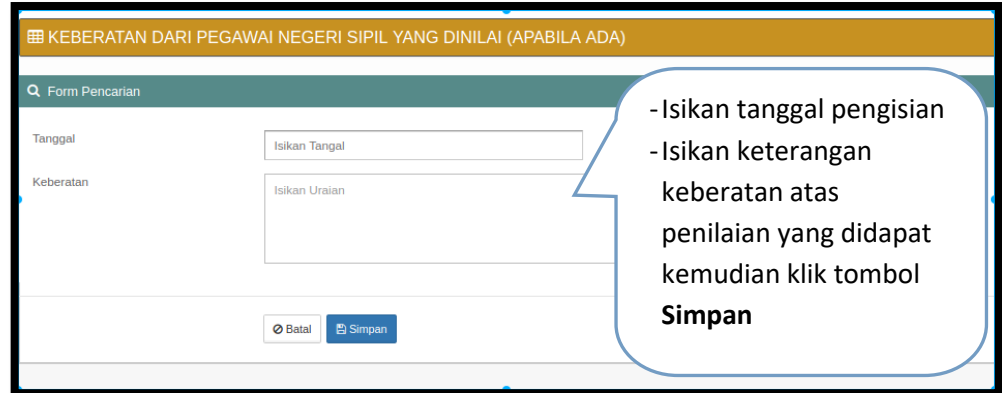 KEBERATAN DARI PEGAWAI NEGERI SIPIL YANG DINILAI (APABILA ADA)
Form Pencarian
Tanggal
Isikan Tangal
Keberatan
Isikan Uraian
Batal
Simpan
-Isikan tanggal pengisian
-Isikan keterangan
keberatan atas
penilaian yang didapat
kemudian klik tombol
Simpan